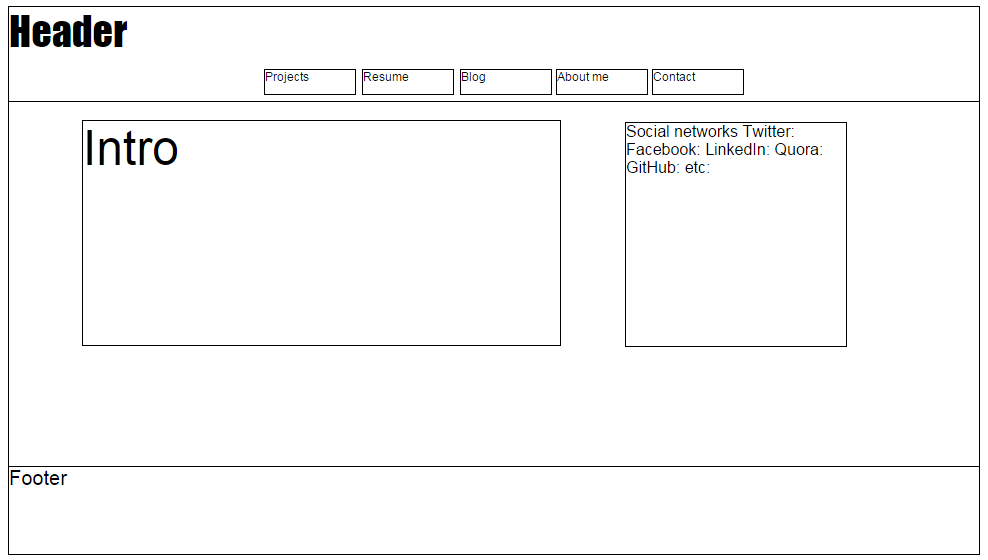 Header
Projects
Resume
Blog
About me
Contact
Intro
Social networks Twitter:
Facebook: LinkedIn: Quora:
GitHub: etc:
Footer